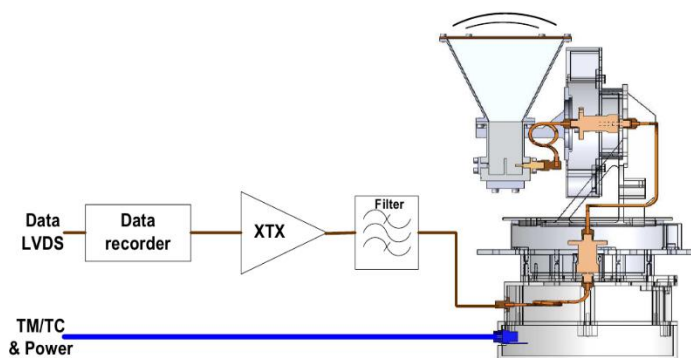 Data
LVDS
Data
recorder
XTX
Filter
TM/TC
& Power